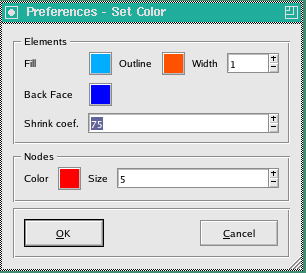 Preferences - Set Color
Elements
Fill Outline Width 1
Back Face
Shrink coef. 75
Nodes
Color Size 5
OK Cancel